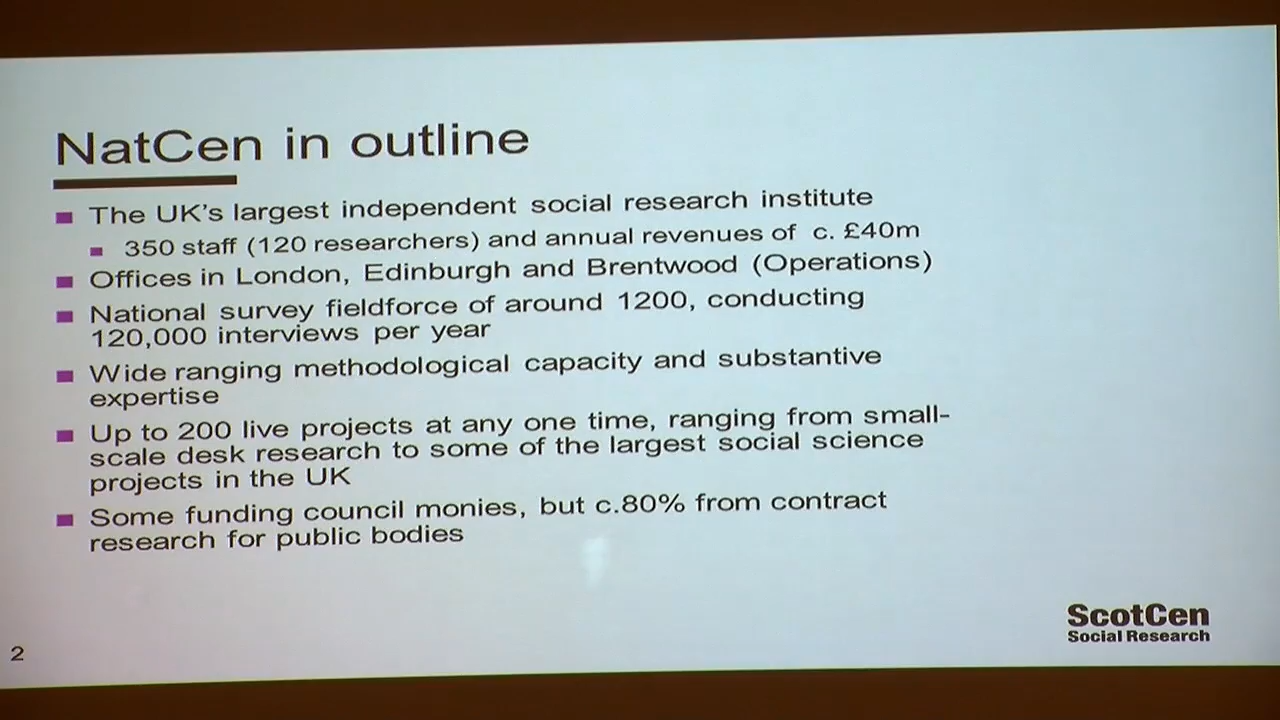 NatCen in outline
The UK's largest independent social research institute
350 staff (120 researchers) and annual revenues of c. £40m
Offices in London, Edinburgh and Brentwood (Operations)
National survey fieldforce of around 1200, conducting
120,000 interviews per year
Wide ranging methodological capacity and substantive
expertise
Up to 200 live projects at any one time, ranging from small-
scale desk research to some of the largest social science
projects in the UK
Some funding council monies, but c.80% from contract
research for public bodies
ScotCen
Social Research
2